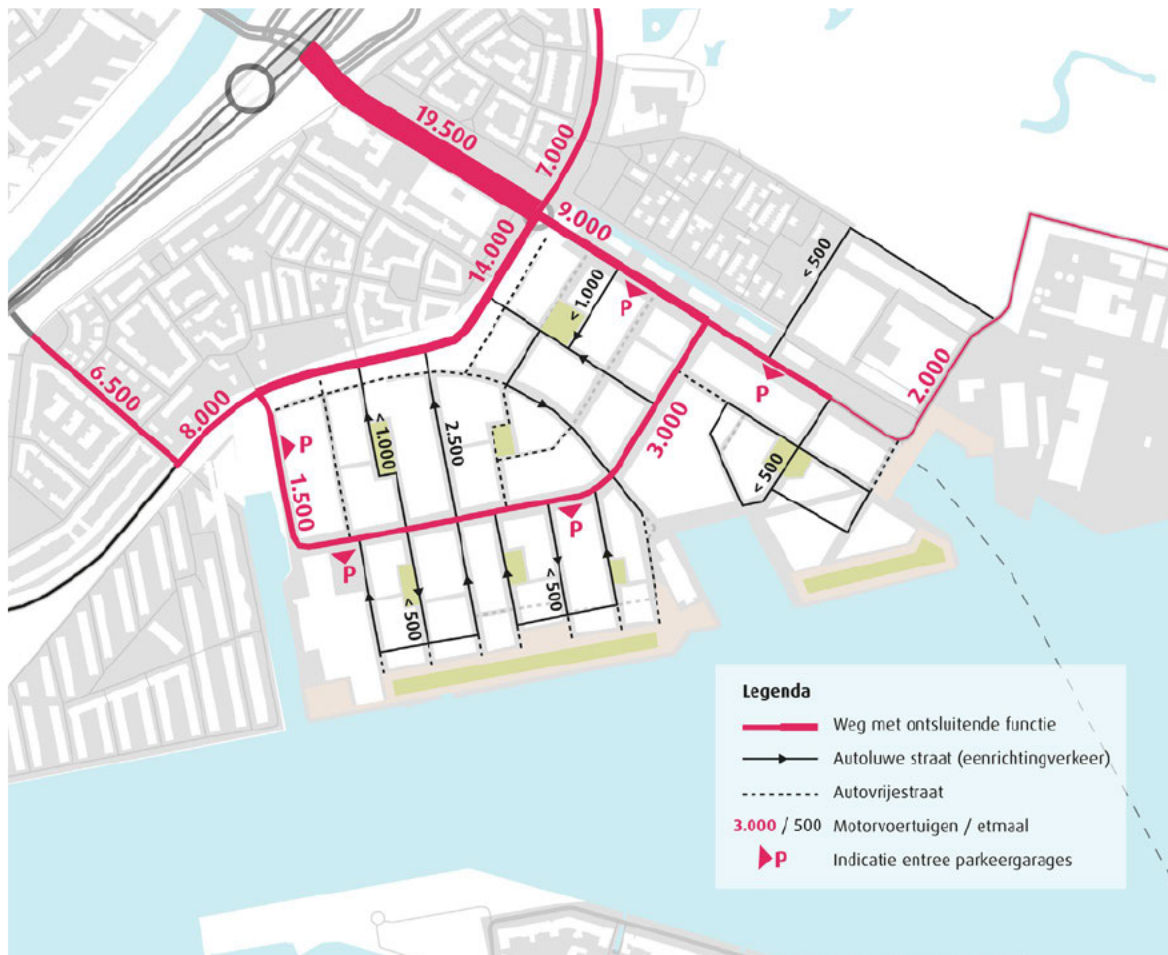 19.500
7.000
9.000
14.000
< 1.000
P
< 500
2.000
P
6.500
8.000
P
1.500
< 1.000
2.500
3.000
< 500
P
P
< 500
< 500
Legenda
Weg met ontsluitende functie
Autoluwe straat (eenrichtingverkeer)
Autovrijestraat
3.000 / 500 Motorvoertuigen / etmaal
P Indicatie entree parkeergarages